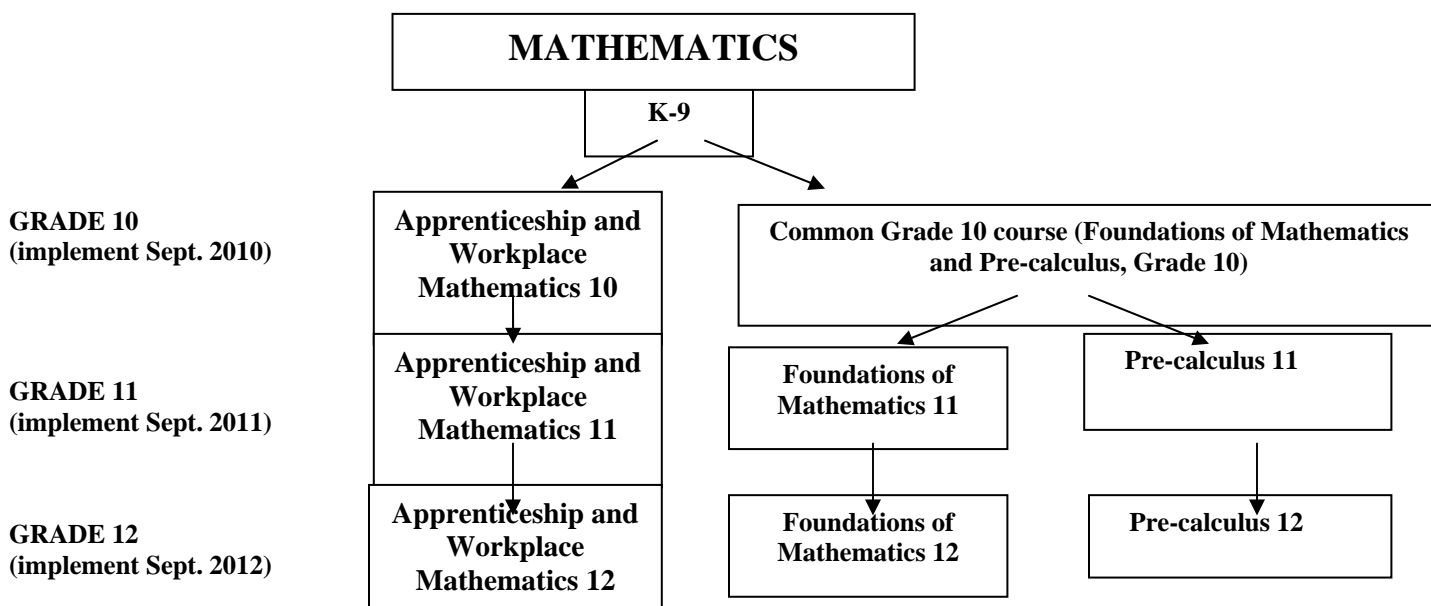 MATHEMATICS
K-9
GRADE 10
(implement Sept. 2010)
Apprenticeship and
Workplace
Mathematics 10
Common Grade 10 course (Foundations of Mathematics
and Pre-calculus, Grade 10)
GRADE 11
(implement Sept. 2011)
Apprenticeship and
Workplace
Mathematics 11
Foundations of
Mathematics 11
Pre-calculus 11
GRADE 12
(implement Sept. 2012)
Apprenticeship and
Workplace
Mathematics 12
Foundations of
Mathematics 12
Pre-calculus 12